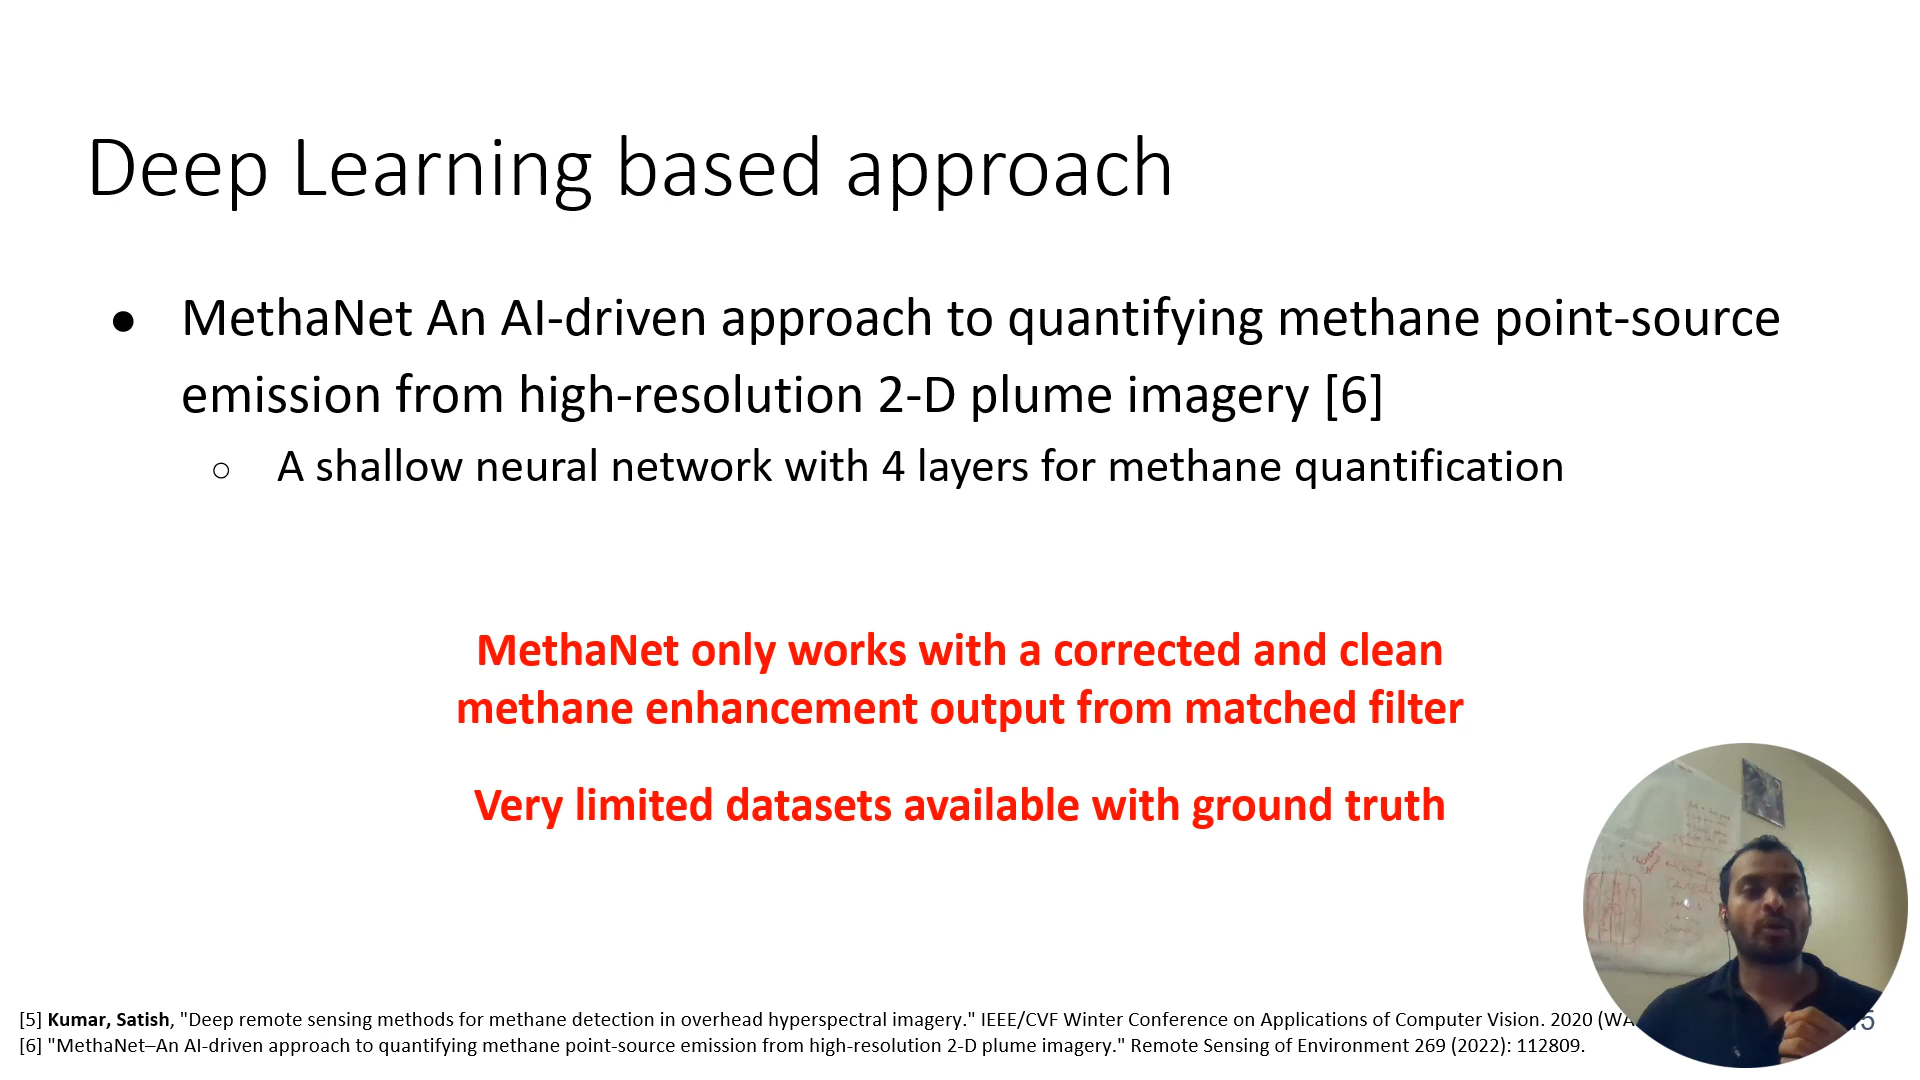 Deep Learning based approach
● MethaNet An AI-driven approach to quantifying methane point-source
emission from high-resolution 2-D plume imagery [6]
○ A shallow neural network with 4 layers for methane quantification
MethaNet only works with a corrected and clean
methane enhancement output from matched filter
Very limited datasets available with ground truth
[5] Kumar, Satish, "Deep remote sensing methods for methane detection in overhead hyperspectral imagery." IEEE/CVF Winter Conference on Applications of Computer Vision. 2020 (WA
[6] "MethaNet–An AI-driven approach to quantifying methane point-source emission from high-resolution 2-D plume imagery." Remote Sensing of Environment 269 (2022): 112809.